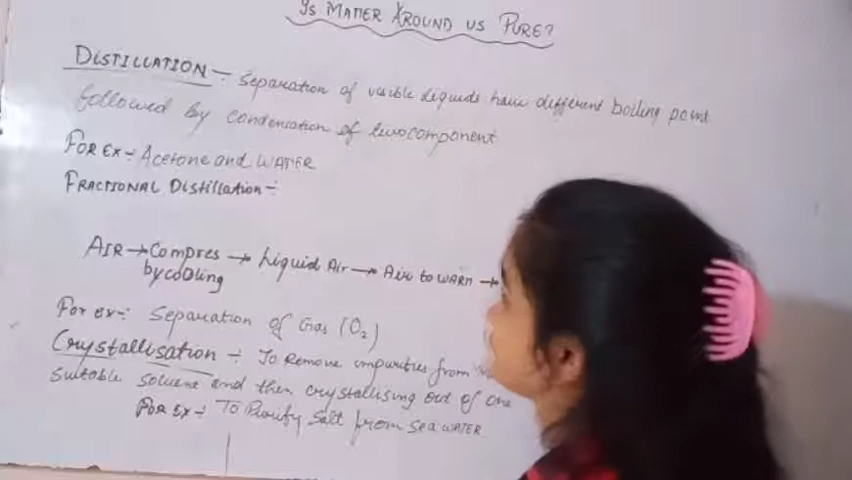 Is Matter Around us Pure?
Distillation:- Separation of visible liquids have different boiling point
followed by condensation of two component
For Ex:- Acetone and Water
Fractional Distillation:-
Air → Compres → Liquid Air → Air to warm →
by cooling
For ex:- Separation of Gas (O₂)
Crystallisation:- To Remove impurities from
suitable solvent and then crystallising out of one
For Ex:- To Purify Salt from Sea Water